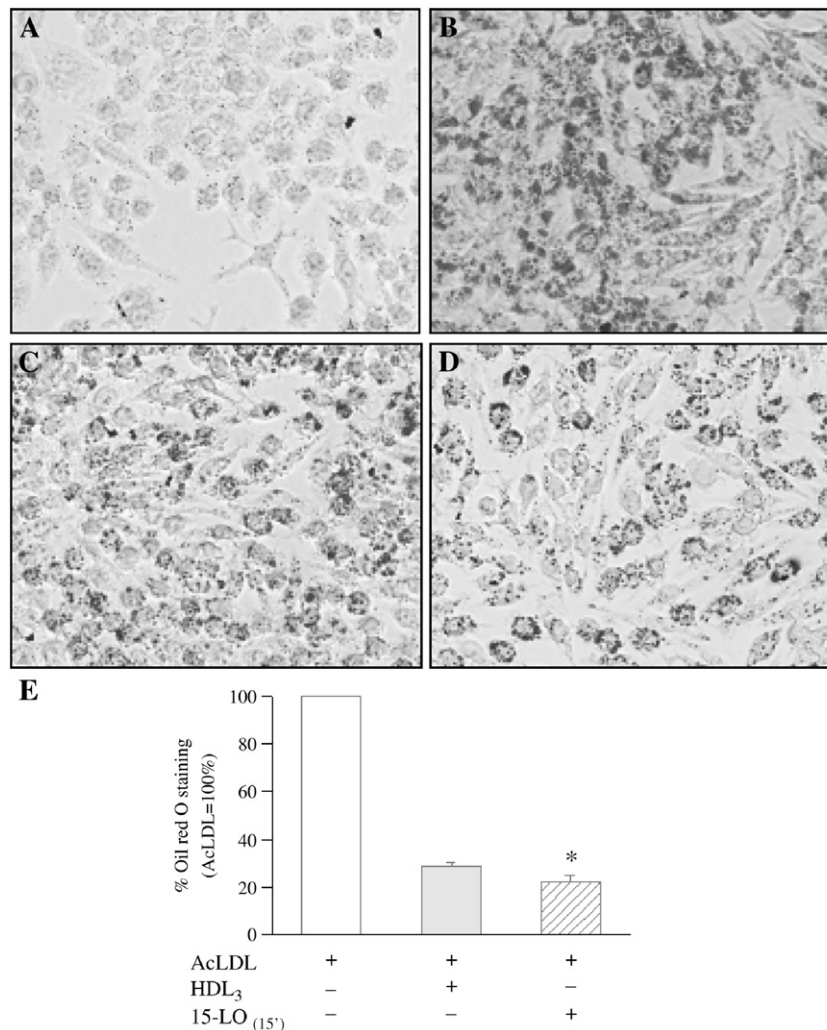 A
B
C
D
E
% Oil red O staining
(AcLDL=100%)
100
80
60
40
20
0
*
AcLDL + + +
HDL₃ – + –
15-LO (15') – – +